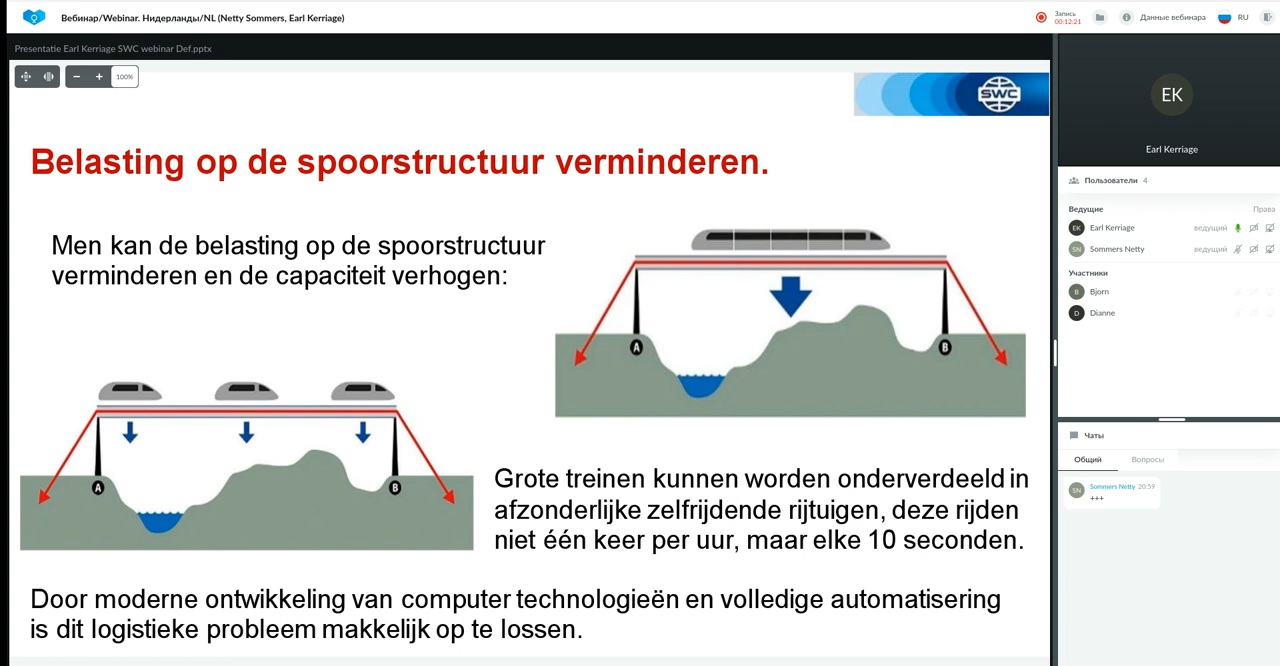 Вебинар/Webinar. Нидерланды/NL (Netty Sommers, Earl Kerriage)
Запись
00:12:21
Данные вебинара
RU
Presentatie Earl Kerriage SWC webinar Def.pptx
100%
SWC
EK
Earl Kerriage
Belasting op de spoorstructuur verminderen.
Men kan de belasting op de spoorstructuur
verminderen en de capaciteit verhogen:
A
B
A
B
Grote treinen kunnen worden onderverdeeld in
afzonderlijke zelfrijdende rijtuigen, deze rijden
niet één keer per uur, maar elke 10 seconden.
Door moderne ontwikkeling van computer technologieën en volledige automatisering
is dit logistieke probleem makkelijk op te lossen.
Пользователи 4
Ведущие Права
EK Earl Kerriage ведущий
SN Sommers Netty ведущий
Участники
B Bjorn
D Dianne
Чаты
Общий Вопросы
SN Sommers Netty 20:59
+++